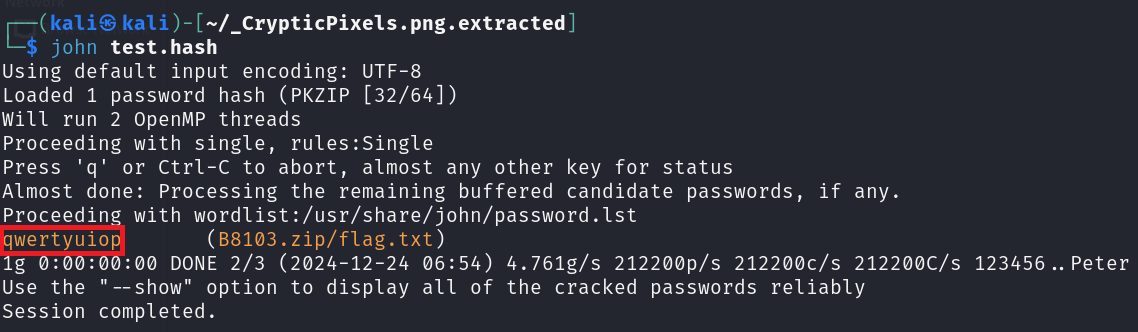 ┌──(kali㉿kali)-[~/_CrypticPixels.png.extracted]
└─$ john test.hash
Using default input encoding: UTF-8
Loaded 1 password hash (PKZIP [32/64])
Will run 2 OpenMP threads
Proceeding with single, rules:Single
Press 'q' or Ctrl-C to abort, almost any other key for status
Almost done: Processing the remaining buffered candidate passwords, if any.
Proceeding with wordlist:/usr/share/john/password.lst
qwertyuiop       (B8103.zip/flag.txt)
1g 0:00:00:00 DONE 2/3 (2024-12-24 06:54) 4.761g/s 212200p/s 212200c/s 212200C/s 123456..Peter
Use the "--show" option to display all of the cracked passwords reliably
Session completed.